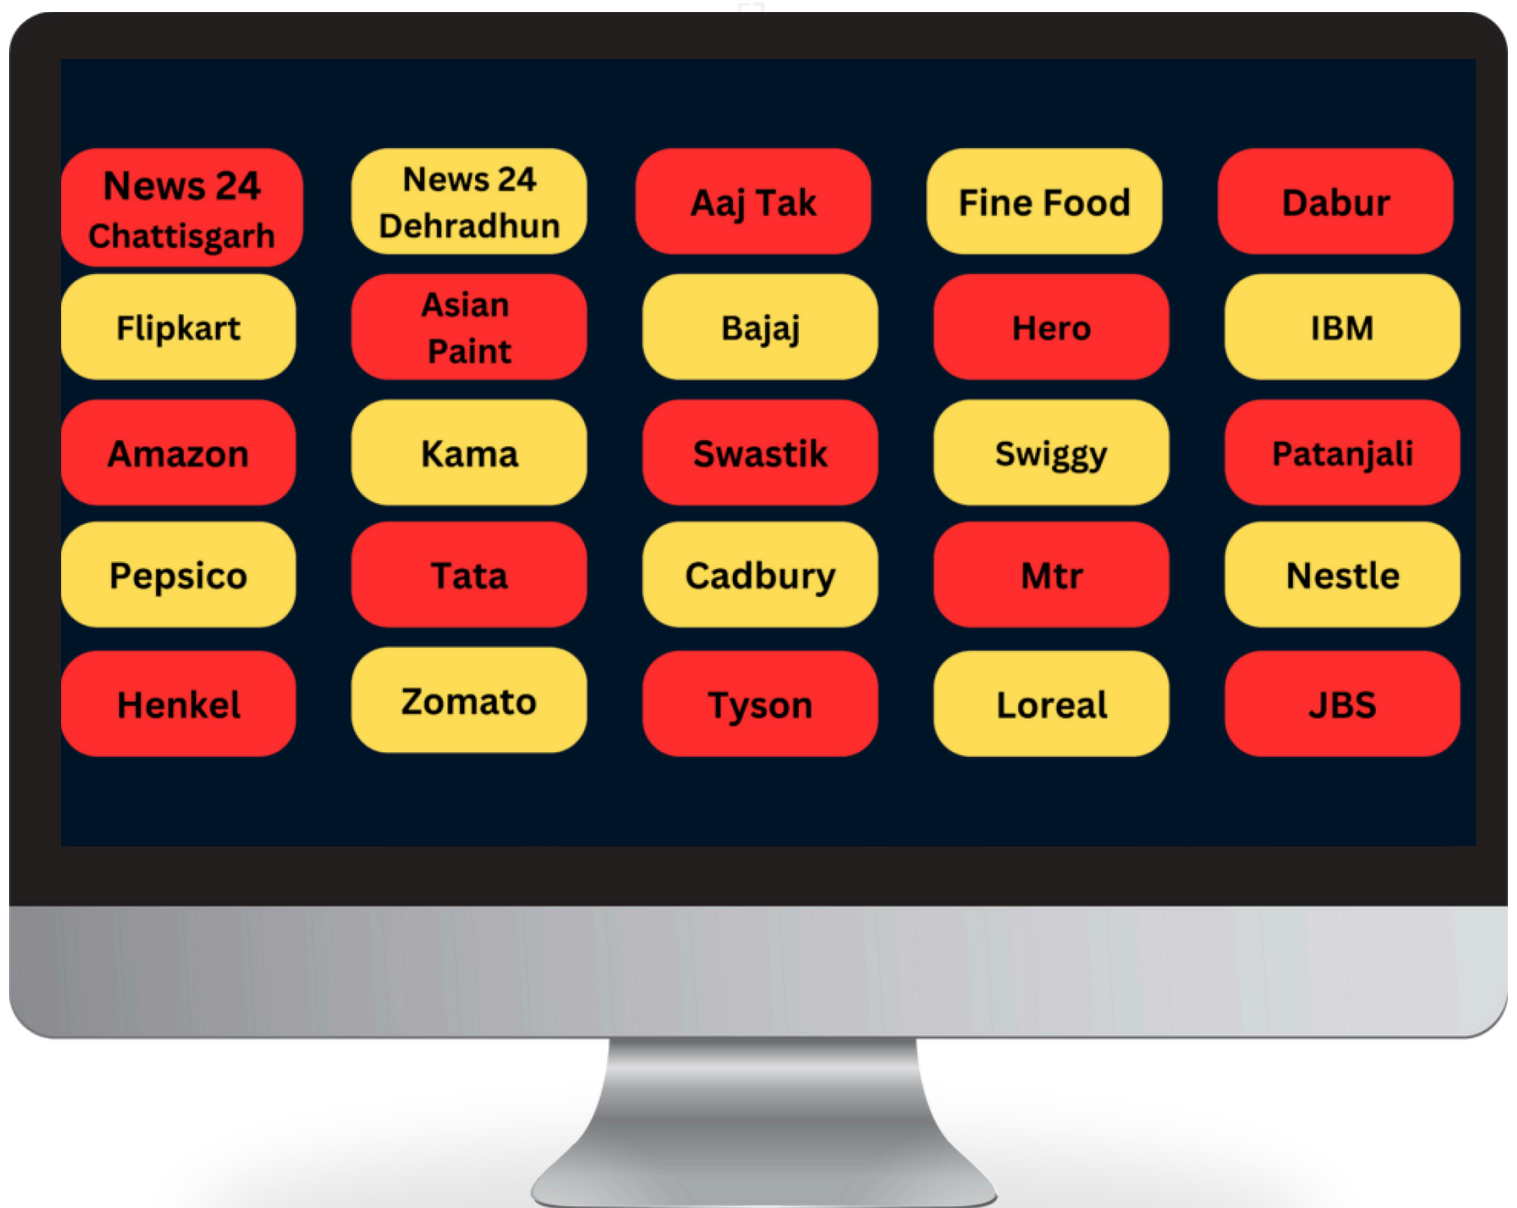 News 24
Chattisgarh
News 24
Dehradhun
Aaj Tak
Fine Food
Dabur
Flipkart
Asian
Paint
Bajaj
Hero
IBM
Amazon
Kama
Swastik
Swiggy
Patanjali
Pepsico
Tata
Cadbury
Mtr
Nestle
Henkel
Zomato
Tyson
Loreal
JBS